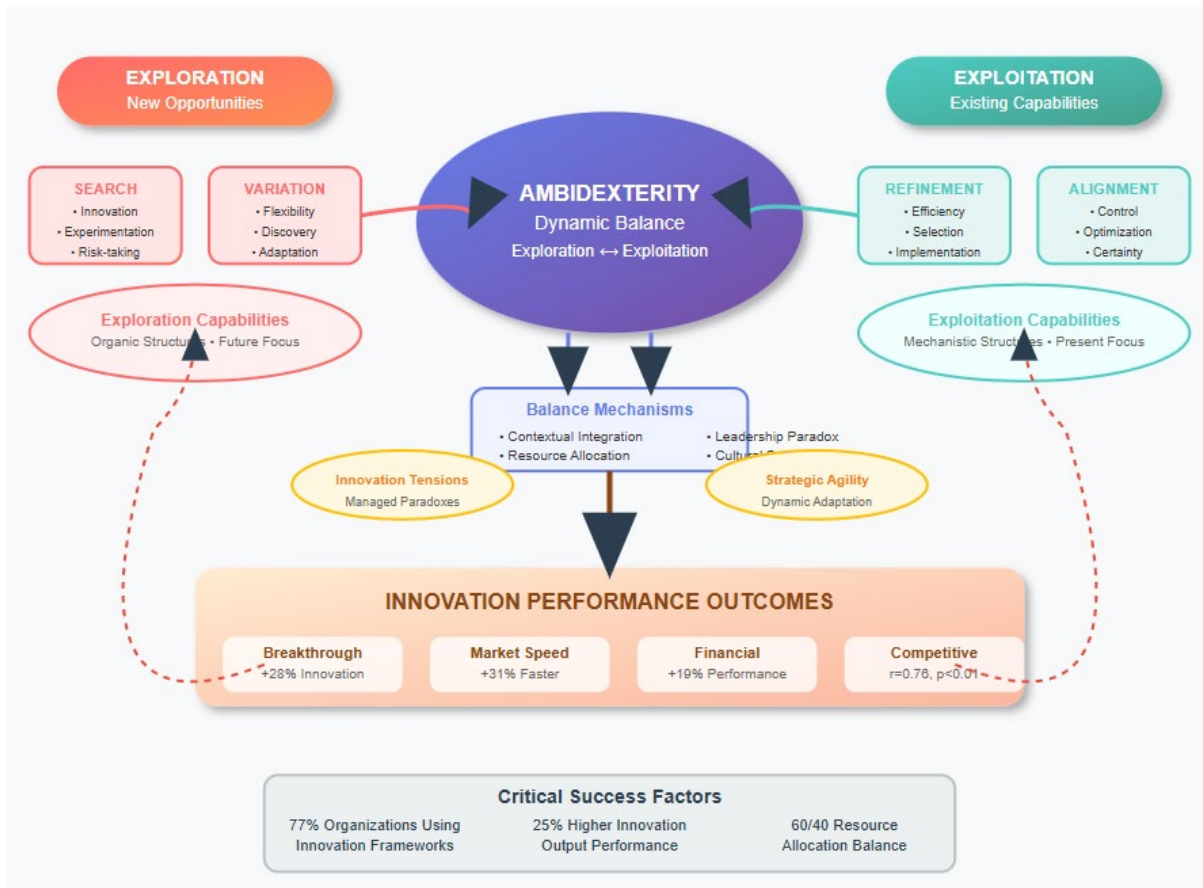 EXPLORATION
New Opportunities
EXPLOITATION
Existing Capabilities
SEARCH
• Innovation
• Experimentation
• Risk-taking
VARIATION
• Flexibility
• Discovery
• Adaptation
AMBIDEXTERITY
Dynamic Balance
Exploration ↔ Exploitation
REFINEMENT
• Efficiency
• Selection
• Implementation
ALIGNMENT
• Control
• Optimization
• Certainty
Exploration Capabilities
Organic Structures • Future Focus
Exploitation Capabilities
Mechanistic Structures • Present Focus
Balance Mechanisms
• Contextual Integration
• Resource Allocation
• Leadership Paradox
• Cultural
Innovation Tensions
Managed Paradoxes
Strategic Agility
Dynamic Adaptation
INNOVATION PERFORMANCE OUTCOMES
Breakthrough
+28% Innovation
Market Speed
+31% Faster
Financial
+19% Performance
Competitive
r=0.76, p<0.01
Critical Success Factors
77% Organizations Using
Innovation Frameworks
25% Higher Innovation
Output Performance
60/40 Resource
Allocation Balance